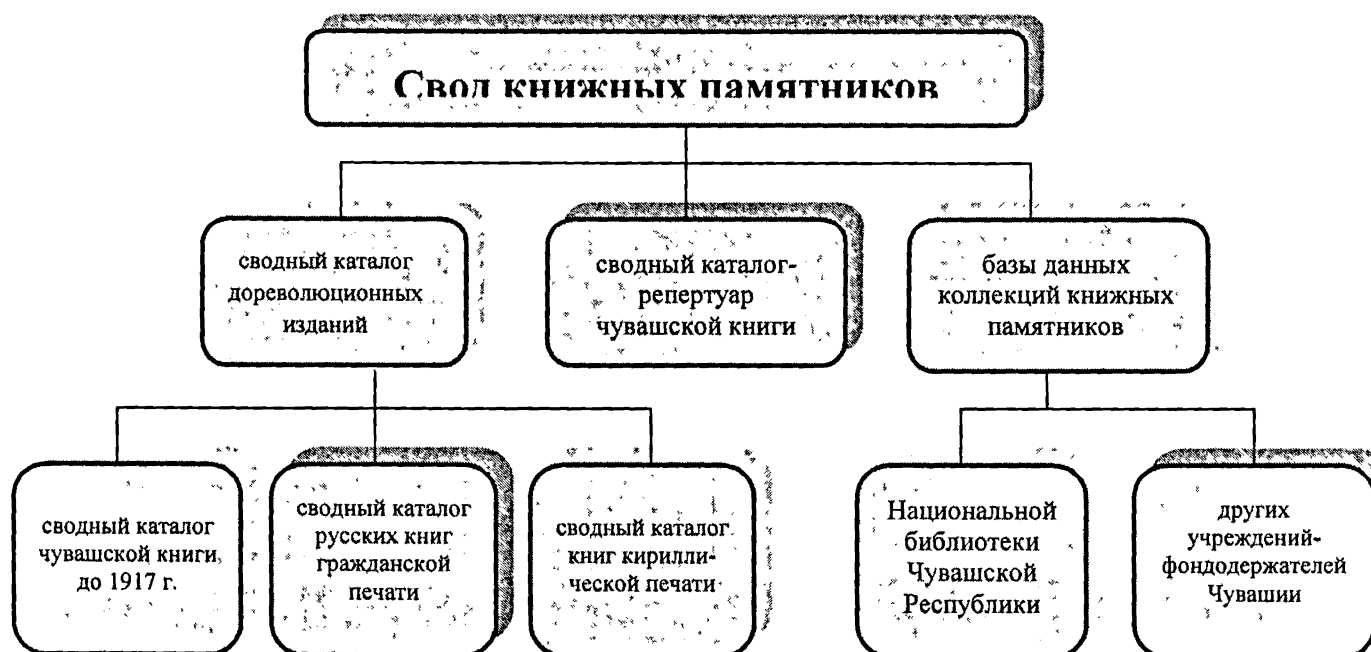 Свод книжных памятников
сводный каталог
дореволюционных
изданий
сводный каталог-
репертуар
чувашской книги
базы данных
коллекций книжных
памятников
сводный каталог
чувашской книги
до 1917 г.
сводный каталог
русских книг
гражданской
печати
сводный каталог
книг кирилли-
ческой печати
Национальной
библиотеки
Чувашской
Республики
других
учреждений-
фондодержателей
Чувашии